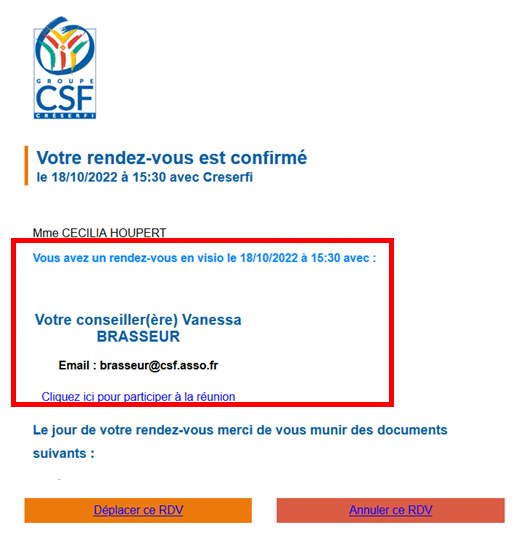 GROUPE
CSF
CRÉSERFI
Votre rendez-vous est confirmé
le 18/10/2022 à 15:30 avec Creserfi
Mme CECILIA HOUPERT
Vous avez un rendez-vous en visio le 18/10/2022 à 15:30 avec :
Votre conseiller(ère) Vanessa
BRASSEUR
Email : brasseur@csf.asso.fr
Cliquez ici pour participer à la réunion
Le jour de votre rendez-vous merci de vous munir des documents
suivants :
.
Déplacer ce RDV
Annuler ce RDV